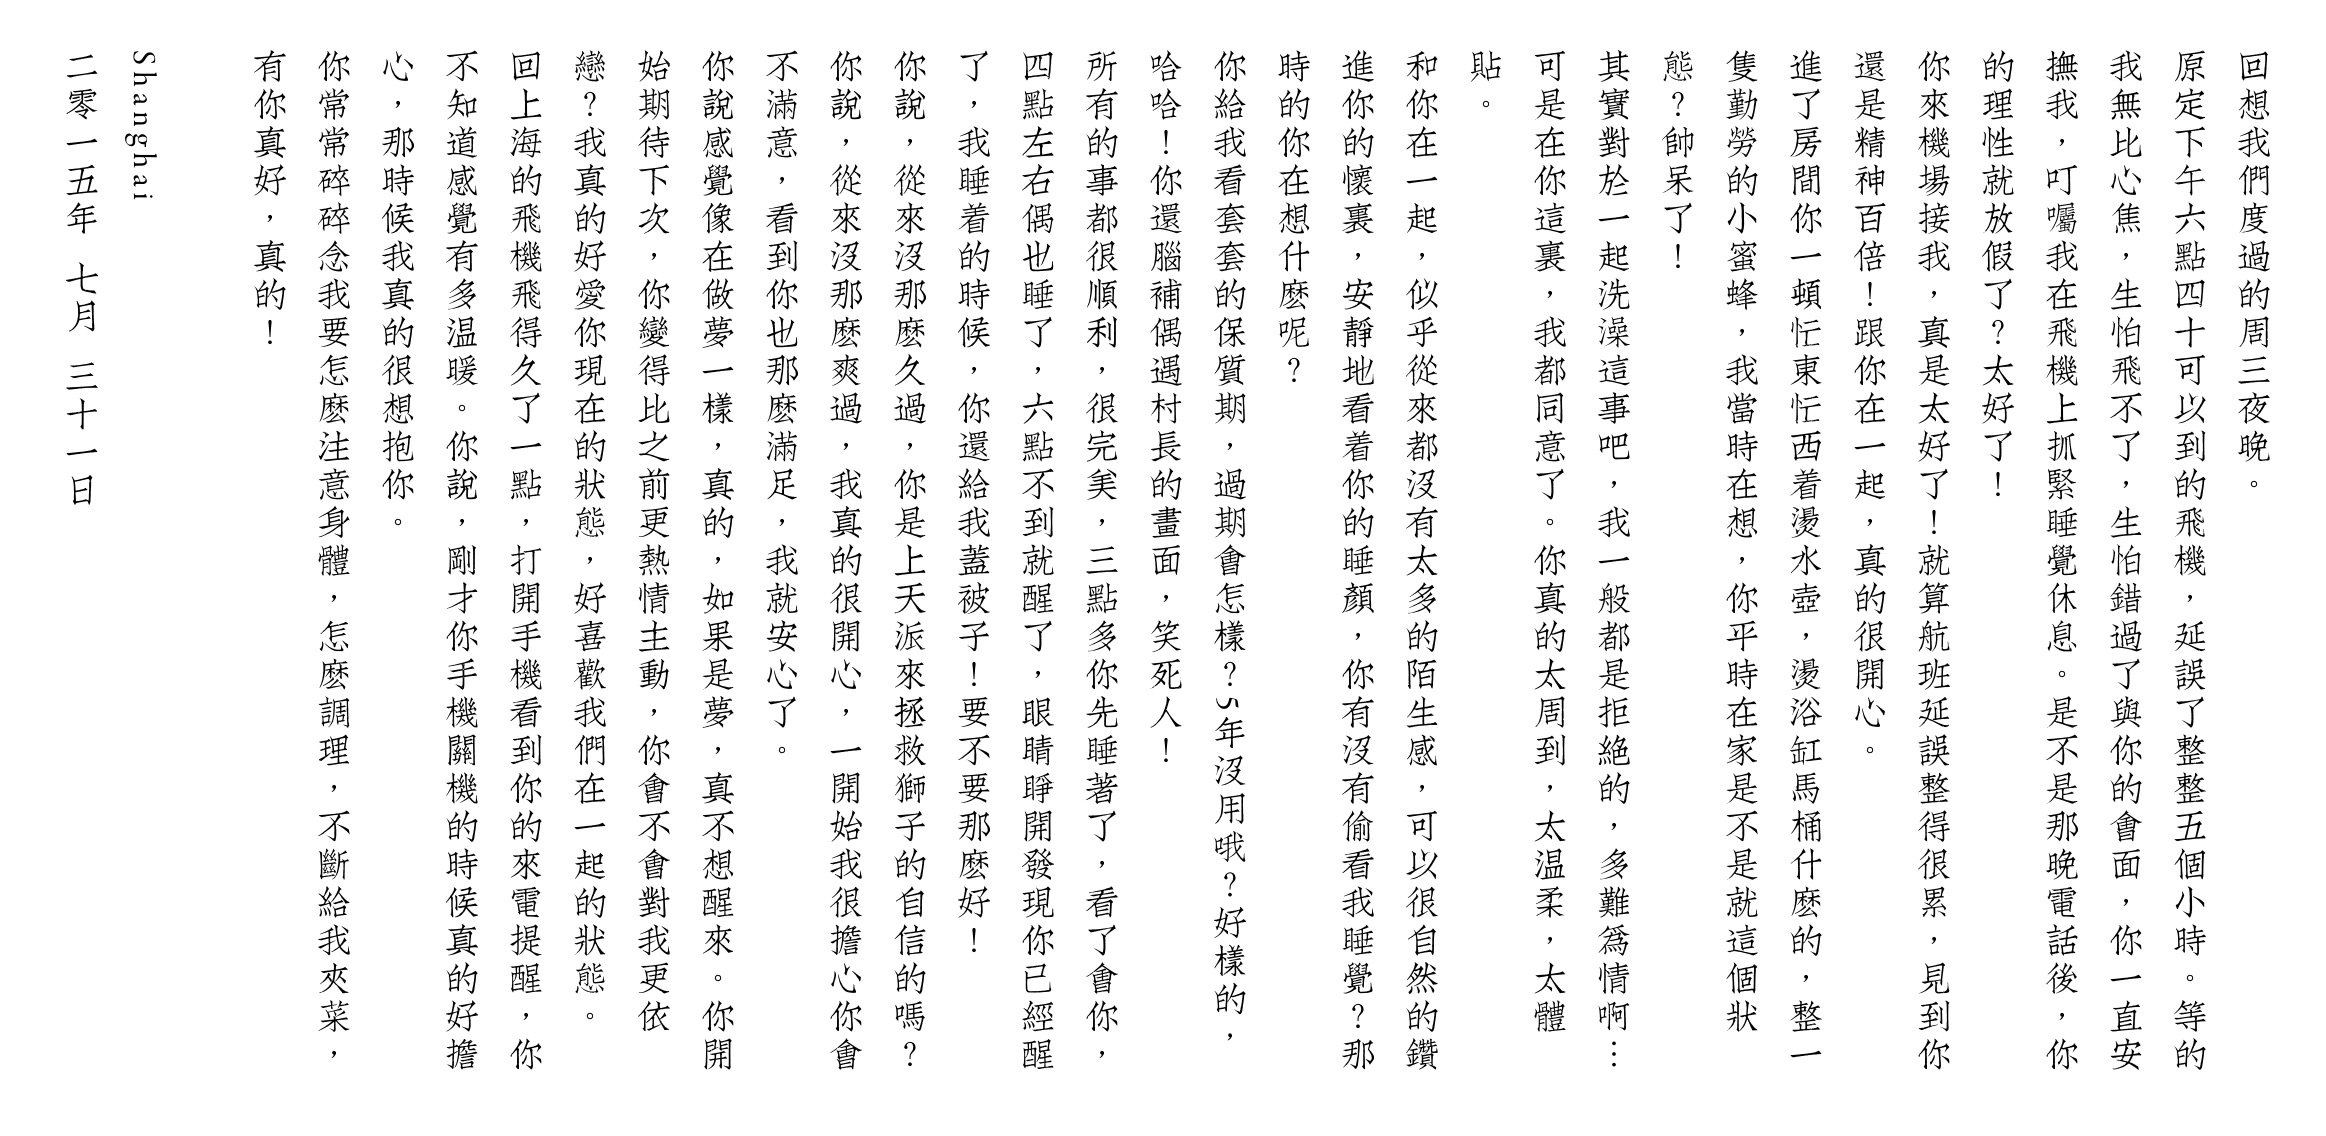 回想我們度過的周三夜晚。
原定下午六點四十可以到的飛機，延誤了整整五個小時。等的
我無比心焦，生怕飛不了，生怕錯過了與你的會面，你一直安
撫我，叮囑我在飛機上抓緊睡覺休息。是不是那晚電話後，你
的理性就放假了？太好了！
你來機場接我，真是太好了！就算航班延誤整得很累，見到你
還是精神百倍！跟你在一起，真的很開心。
進了房間你一頓忙東忙西着燙水壺，燙浴缸馬桶什麽的，整一
隻勤勞的小蜜蜂，我當時在想，你平時在家是不是就這個狀
態？帥呆了！
其實對於一起洗澡這事吧，我一般都是拒絕的，多難爲情啊…
可是在你這裏，我都同意了。你真的太周到，太温柔，太體
貼。
和你在一起，似乎從來都沒有太多的陌生感，可以很自然的鑽
進你的懷裏，安靜地看着你的睡顏，你有沒有偷看我睡覺？那
時的你在想什麽呢？
你給我看套套的保質期，過期會怎樣？5年沒用哦？好樣的，
哈哈！你還腦補偶遇村長的畫面，笑死人！
所有的事都很順利，很完美，三點多你先睡著了，看了會你，
四點左右偶也睡了，六點不到就醒了，眼睛睜開發現你已經醒
了，我睡着的時候，你還給我蓋被子！要不要那麽好！
你說，從來沒那麽久過，你是上天派來拯救獅子的自信的嗎？
你說，從來沒那麽爽過，我真的很開心，一開始我很擔心你會
不滿意，看到你也那麽滿足，我就安心了。
你說感覺像在做夢一樣，真的，如果是夢，真不想醒來。你開
始期待下次，你變得比之前更熱情主動，你會不會對我更依
戀？我真的好愛你現在的狀態，好喜歡我們在一起的狀態。
回上海的飛機飛得久了一點，打開手機看到你的來電提醒，你
不知道感覺有多温暖。你說，剛才你手機關機的時候真的好擔
心，那時候我真的很想抱你。
你常常碎碎念我要怎麽注意身體，怎麽調理，不斷給我夾菜，
有你真好，真的！
Shanghai
二零一五年 七月 三十一日